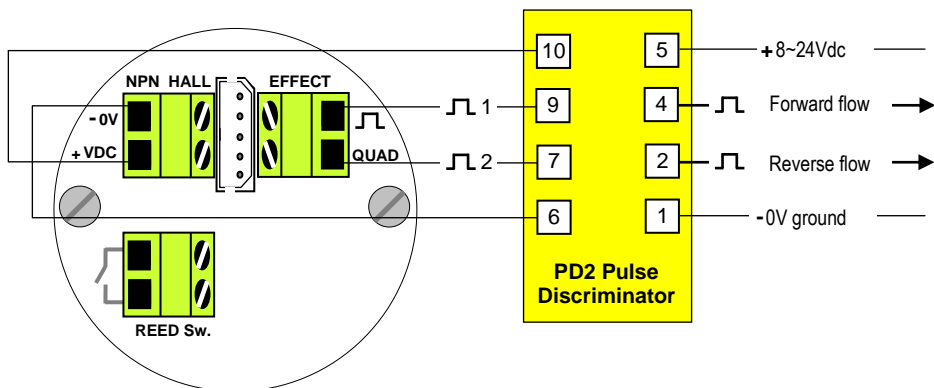 10 5 +8~24Vdc
NPN HALL EFFECT
-0V 1 9 4 Forward flow
+VDC QUAD 2 7 2 Reverse flow
6 1 -0V ground
PD2 Pulse
Discriminator
REED Sw.